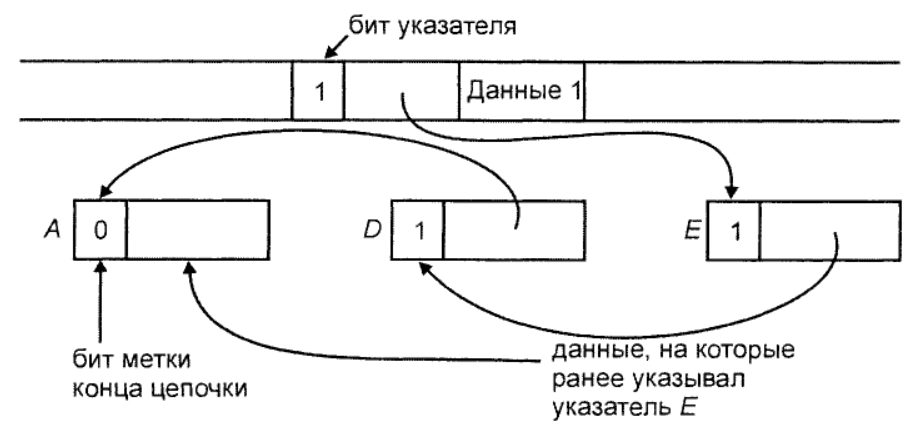 бит указателя
1 Данные 1
A 0 D 1 E 1
бит метки
конца цепочки
данные, на которые
ранее указывал
указатель E